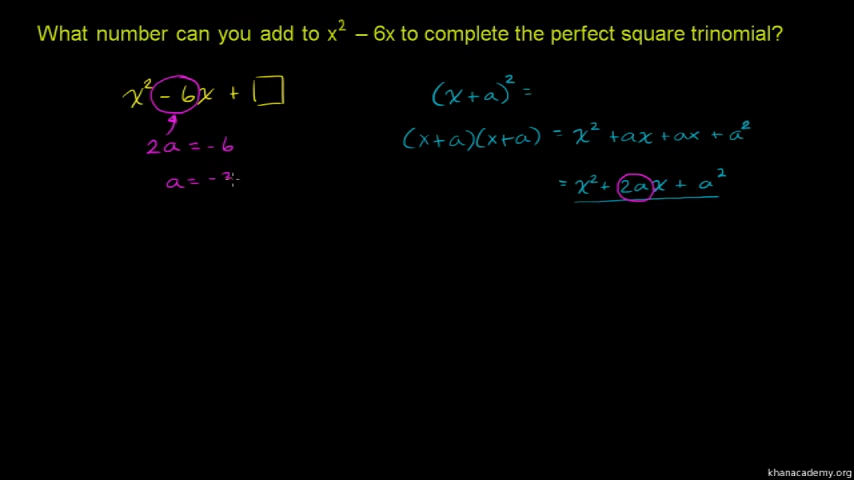 What number can you add to x² – 6x to complete the perfect square trinomial?
x² - 6x + □
2a = -6
a = -3
(x+a)² =
(x+a)(x+a) = x² + ax + ax + a²
= x² + 2ax + a²
khanacademy.org